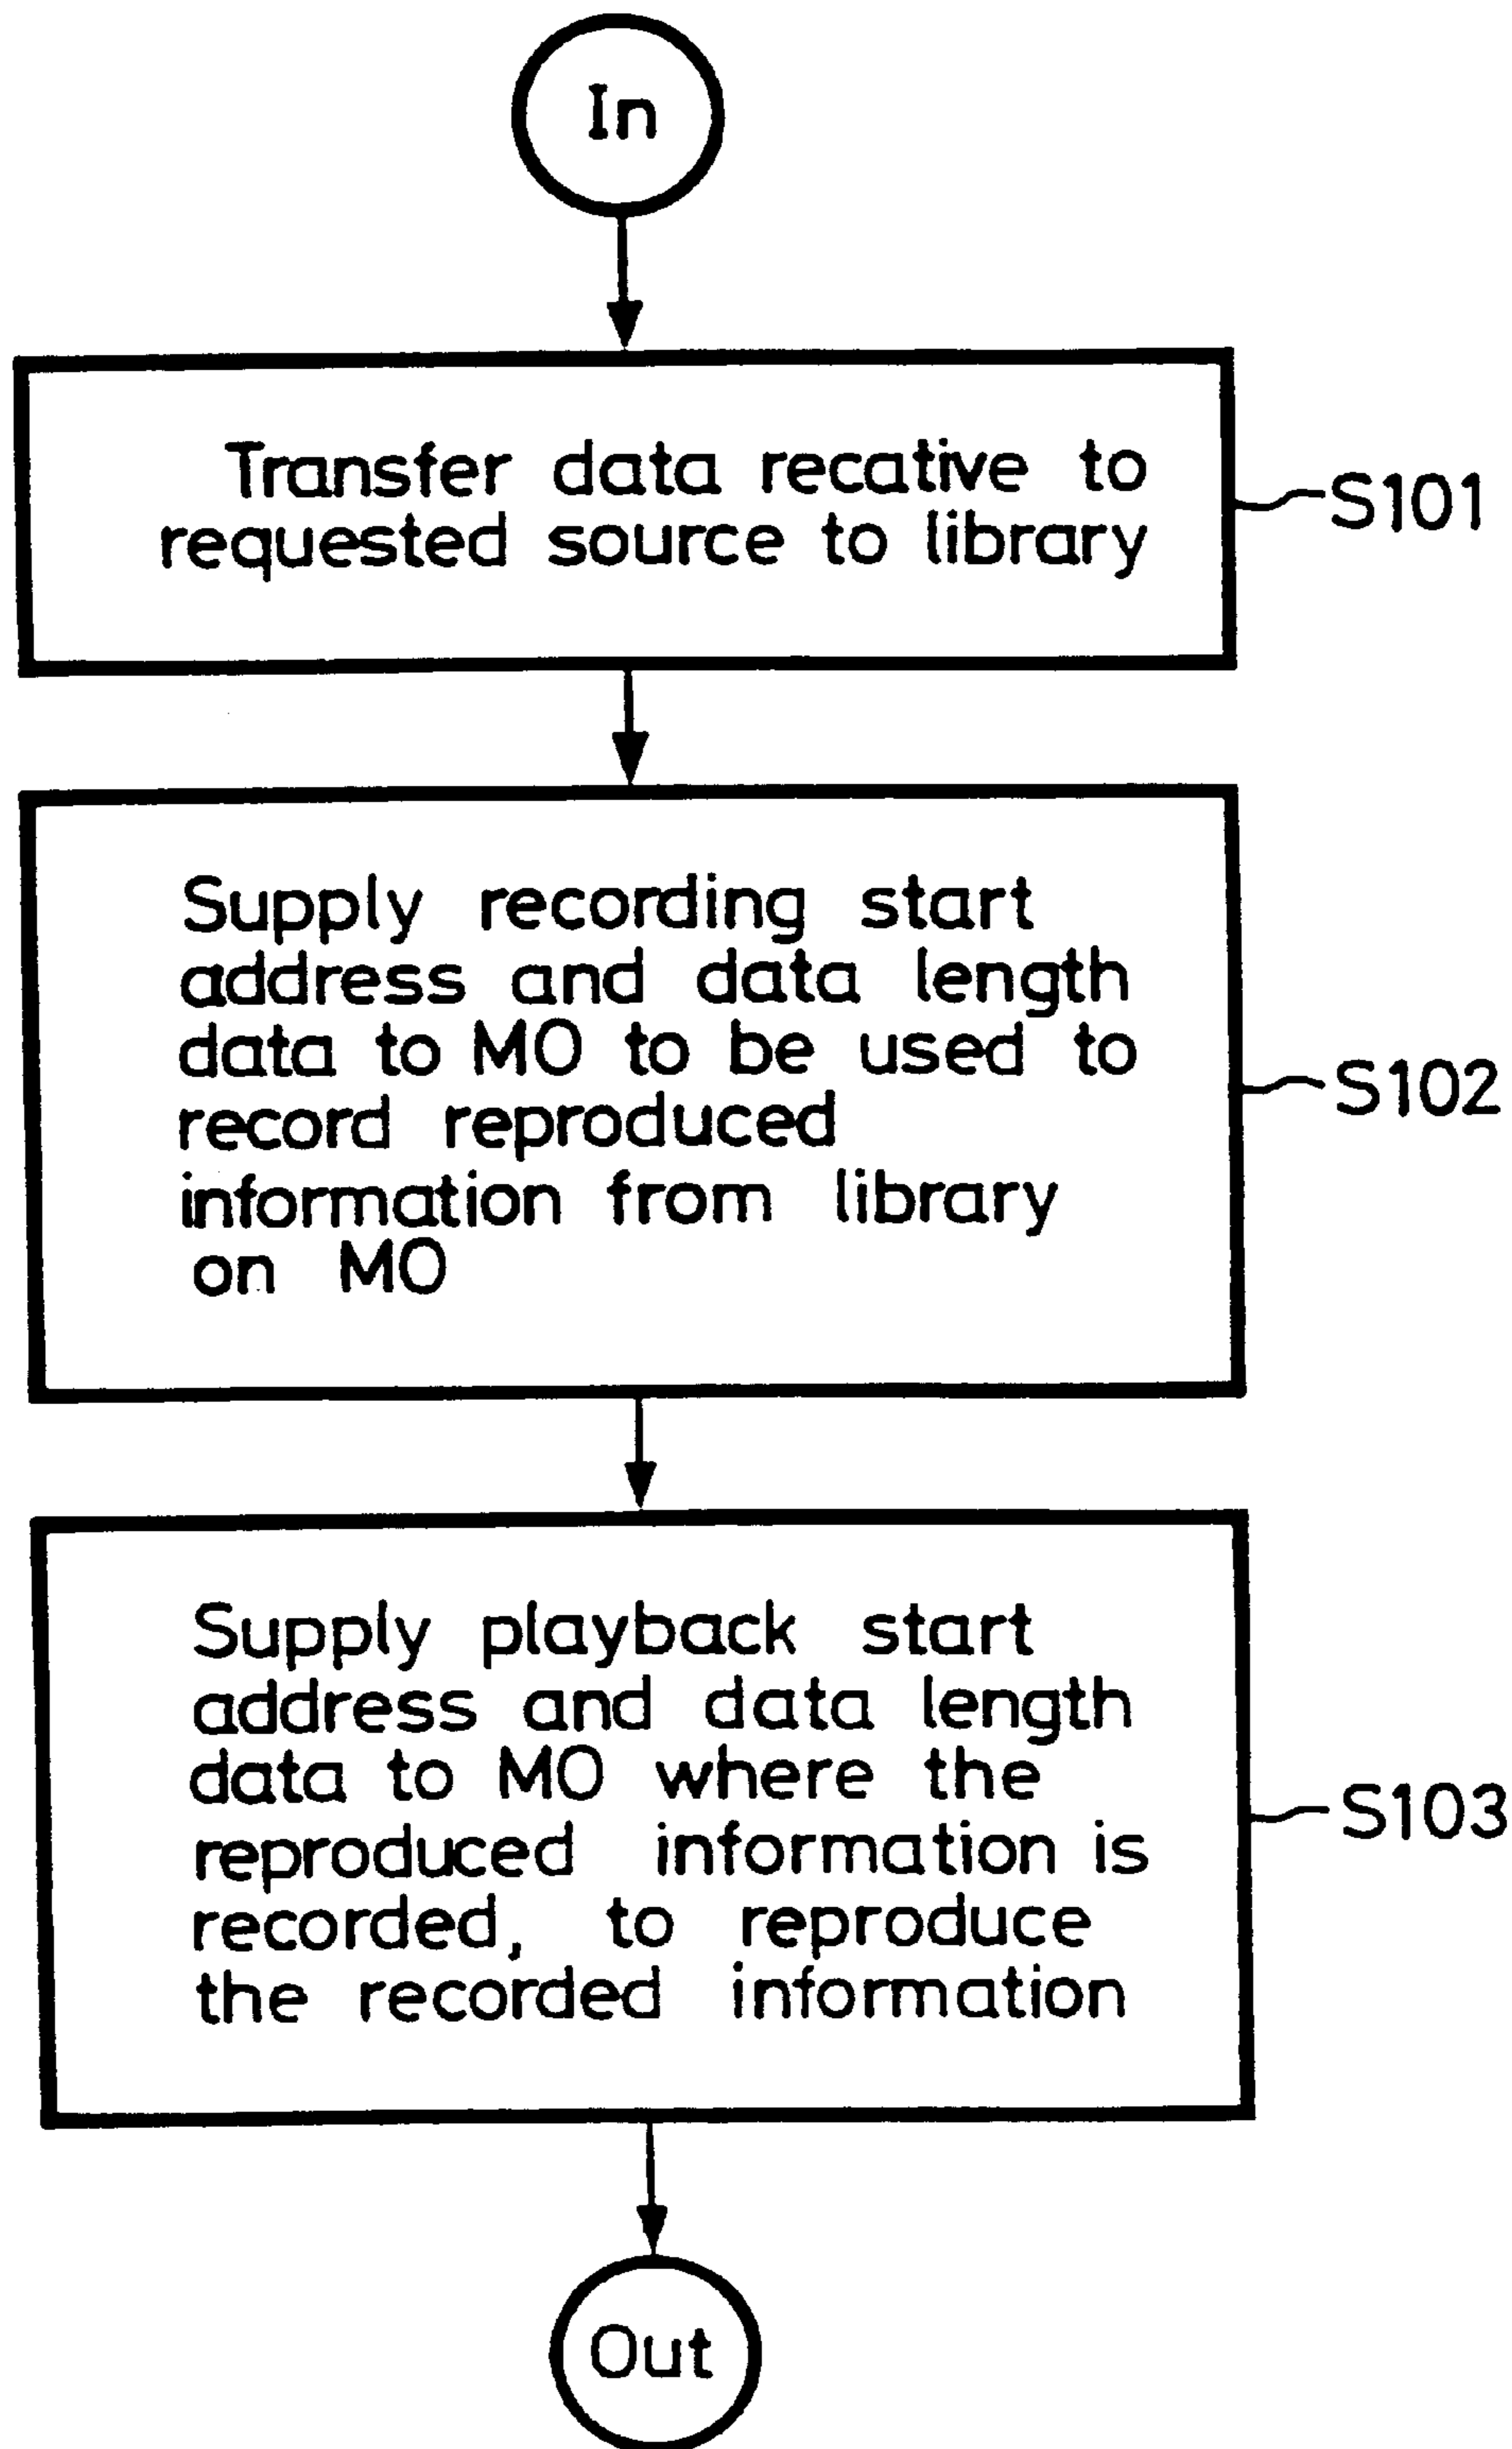 In
Transfer data recative to
requested source to library
S101
Supply recording start
address and data length
data to MO to be used to
record reproduced
information from library
on MO
S102
Supply playback start
address and data length
data to MO where the
reproduced information is
recorded, to reproduce
the recorded information
S103
Out